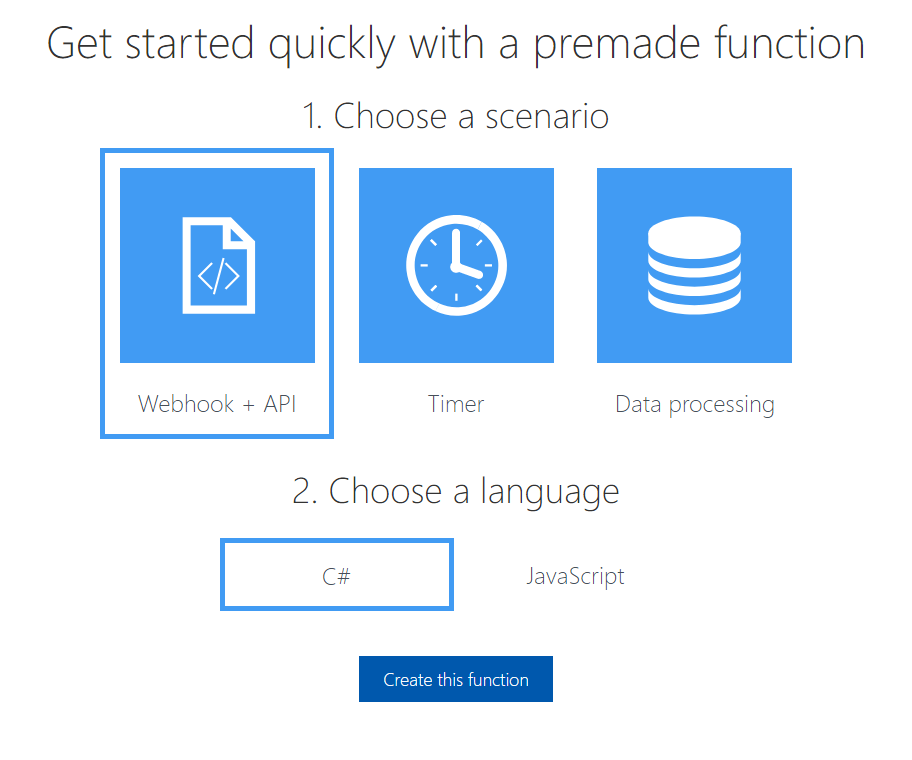 Get started quickly with a premade function
1. Choose a scenario
</>
Webhook + API
Timer
Data processing
2. Choose a language
C#
JavaScript
Create this function